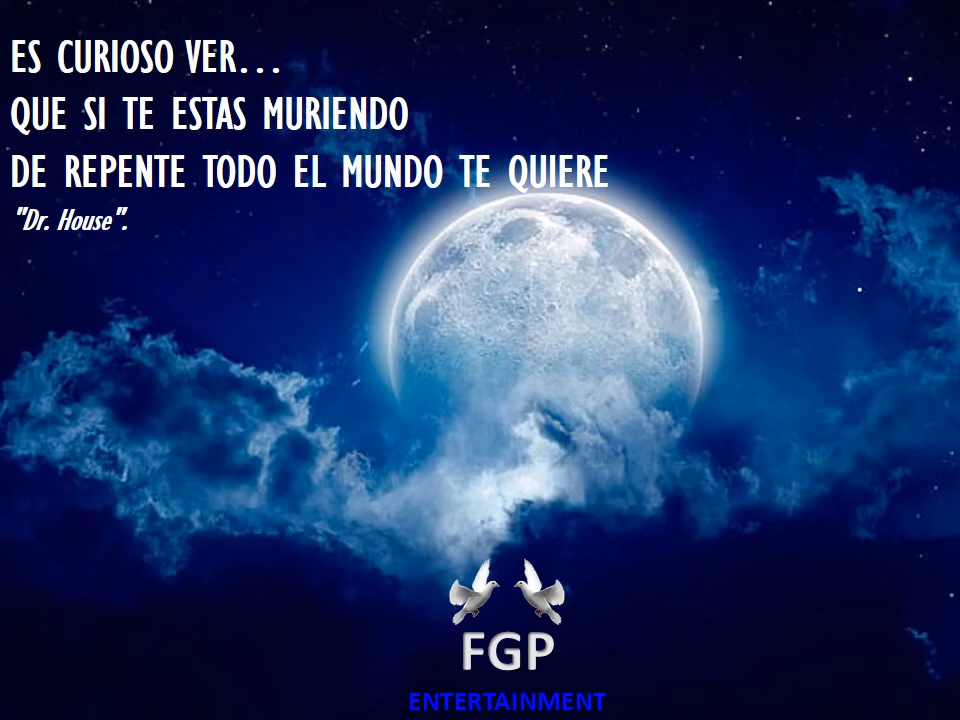 ES CURIOSO VER...
QUE SI TE ESTAS MURIENDO
DE REPENTE TODO EL MUNDO TE QUIERE
"Dr. House".
FGP
ENTERTAINMENT